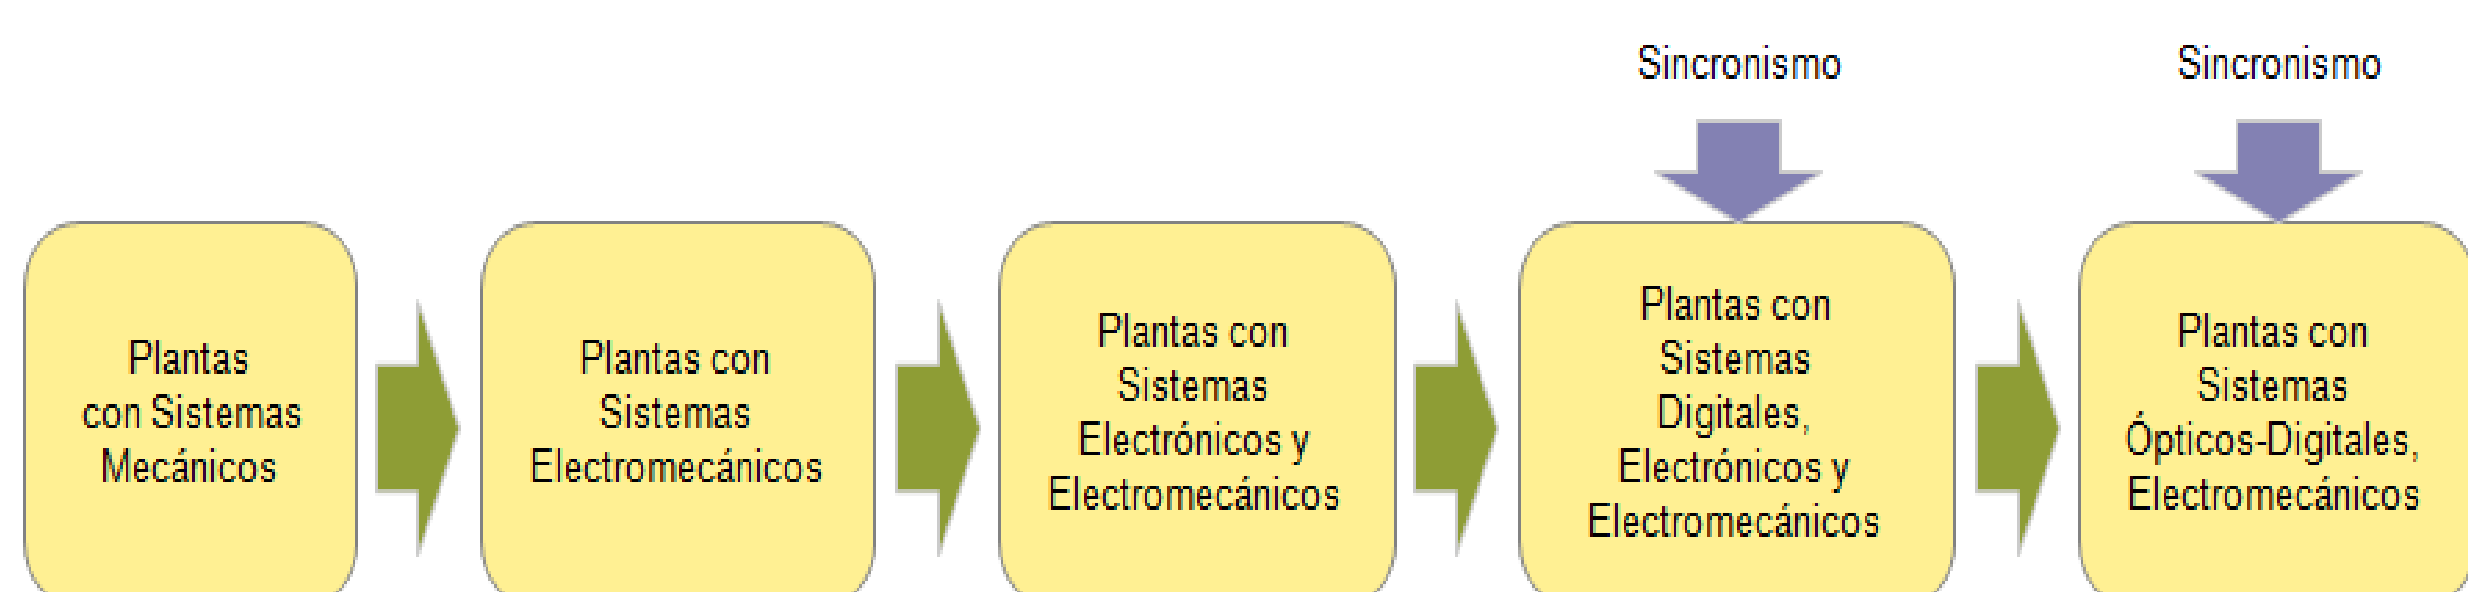 Sincronismo
Sincronismo
Plantas
con Sistemas
Mecánicos
Plantas con
Sistemas
Electromecánicos
Plantas con
Sistemas
Electrónicos y
Electromecánicos
Plantas con
Sistemas
Digitales,
Electrónicos y
Electromecánicos
Plantas con
Sistemas
Ópticos-Digitales,
Electromecánicos